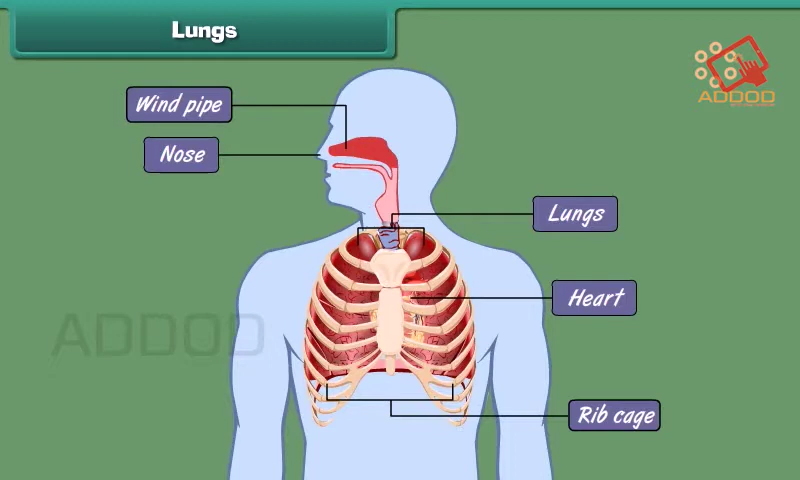 Lungs
ADDOD
Wind pipe
Nose
Lungs
Heart
ADDOD
Rib cage